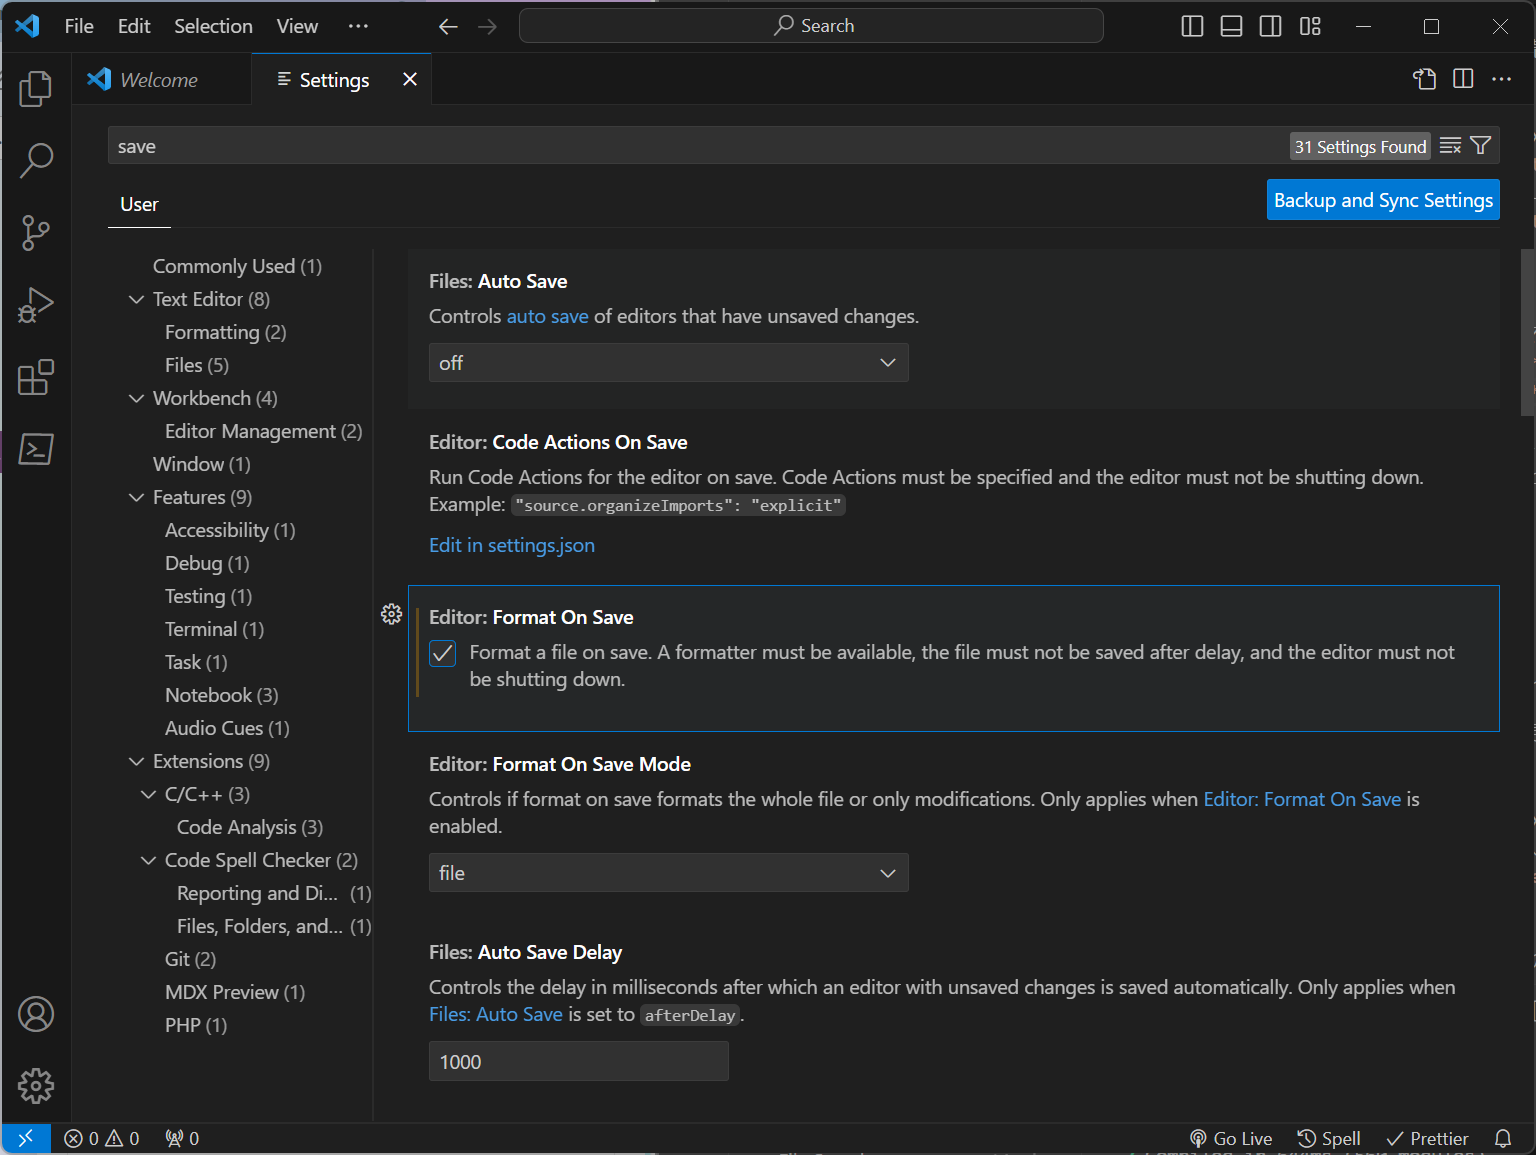 File Edit Selection View ··· Search
Welcome Settings
save 31 Settings Found
User Backup and Sync Settings
Commonly Used (1)
Text Editor (8)
Formatting (2)
Files (5)
Workbench (4)
Editor Management (2)
Window (1)
Features (9)
Accessibility (1)
Debug (1)
Testing (1)
Terminal (1)
Task (1)
Notebook (3)
Audio Cues (1)
Extensions (9)
C/C++ (3)
Code Analysis (3)
Code Spell Checker (2)
Reporting and Di... (1)
Files, Folders, and... (1)
Git (2)
MDX Preview (1)
PHP (1)
Files: Auto Save
Controls auto save of editors that have unsaved changes.
off
Editor: Code Actions On Save
Run Code Actions for the editor on save. Code Actions must be specified and the editor must not be shutting down.
Example: "source.organizeImports": "explicit"
Edit in settings.json
Editor: Format On Save
Format a file on save. A formatter must be available, the file must not be saved after delay, and the editor must not
be shutting down.
Editor: Format On Save Mode
Controls if format on save formats the whole file or only modifications. Only applies when Editor: Format On Save is
enabled.
file
Files: Auto Save Delay
Controls the delay in milliseconds after which an editor with unsaved changes is saved automatically. Only applies when
Files: Auto Save is set to afterDelay.
1000
0 0 0 Go Live Spell Prettier